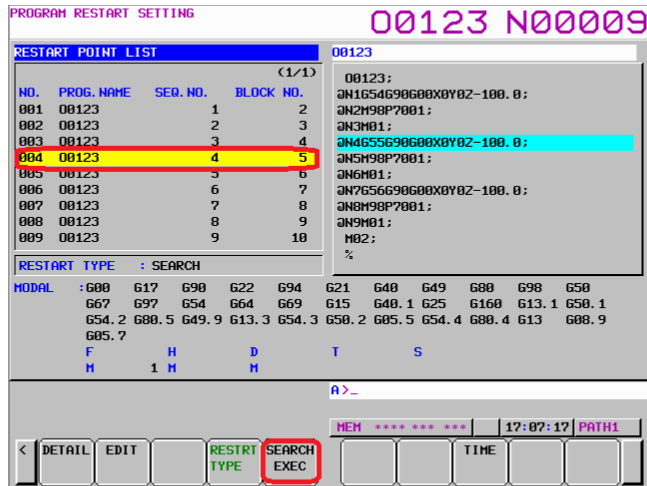 PROGRAM RESTART SETTING
O0123 N00009
RESTART POINT LIST
(1/1)
NO. PROG.NAME SEQ.NO. BLOCK NO.
001 O0123 1 2
002 O0123 2 3
003 O0123 3 4
004 O0123 4 5
005 O0123 5 6
006 O0123 6 7
007 O0123 7 8
008 O0123 8 9
009 O0123 9 10
RESTART TYPE : SEARCH
O0123
O0123;
@N1G54G90G00X0Y0Z-100.0;
@N2M98P7001;
@N3M01;
@N4G55G90G00X0Y0Z-100.0;
@N5M98P7001;
@N6M01;
@N7G56G90G00X0Y0Z-100.0;
@N8M98P7001;
@N9M01;
M02;
%
MODAL :G00 G17 G90 G22 G94 G21 G40 G49 G80 G98 G50
G67 G97 G54 G64 G69 G15 G40.1 G25 G160 G13.1 G50.1
G54.2 G80.5 G49.9 G13.3 G54.3 G50.2 G05.5 G54.4 G80.4 G13 G08.9
G05.7
F H D T S
M 1 M M
A>_
MEM **** *** *** 17:07:17 PATH1
< DETAIL EDIT RESTRT TYPE SEARCH EXEC TIME